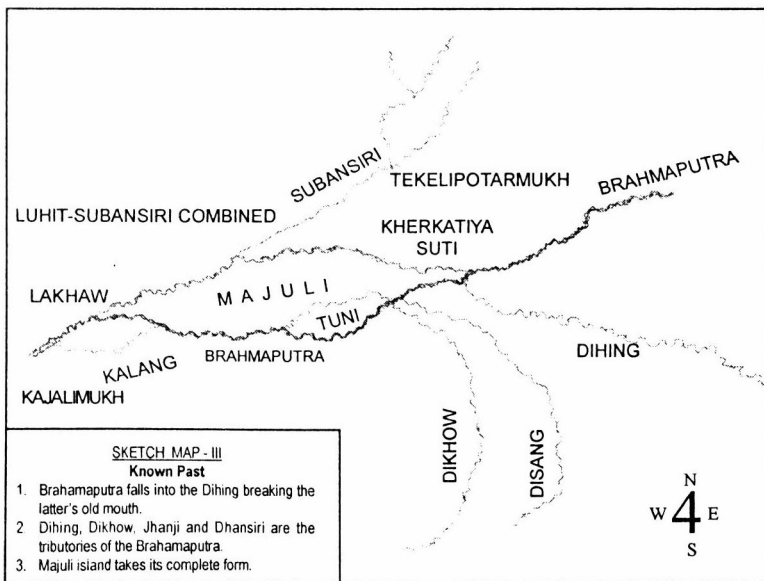 SUBANSIRI
TEKELIPOTARMUKH
BRAHMAPUTRA
LUHIT-SUBANSIRI COMBINED
KHERKATIYA
SUTI
LAKHAW
MAJULI
TUNI
KALANG
BRAHMAPUTRA
DIHING
KAJALIMUKH
DIKHOW
DISANG
SKETCH MAP - III
Known Past
1. Brahamaputra falls into the Dihing breaking the
latter's old mouth.
2 Dihing, Dikhow, Jhanji and Dhansiri are the
tributories of the Brahamaputra.
3. Majuli island takes its complete form.
N
W 4 E
S